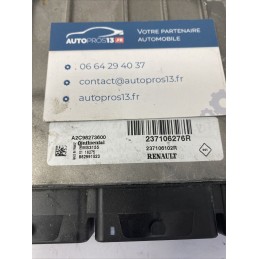 AUTOPROS13.FR
VOTRE PARTENAIRE
AUTOMOBILE
06 64 29 40 37
contact@autopros13.fr
autopros13.fr
A2C98273600
Continental
237106276R
237106102R
RENAULT